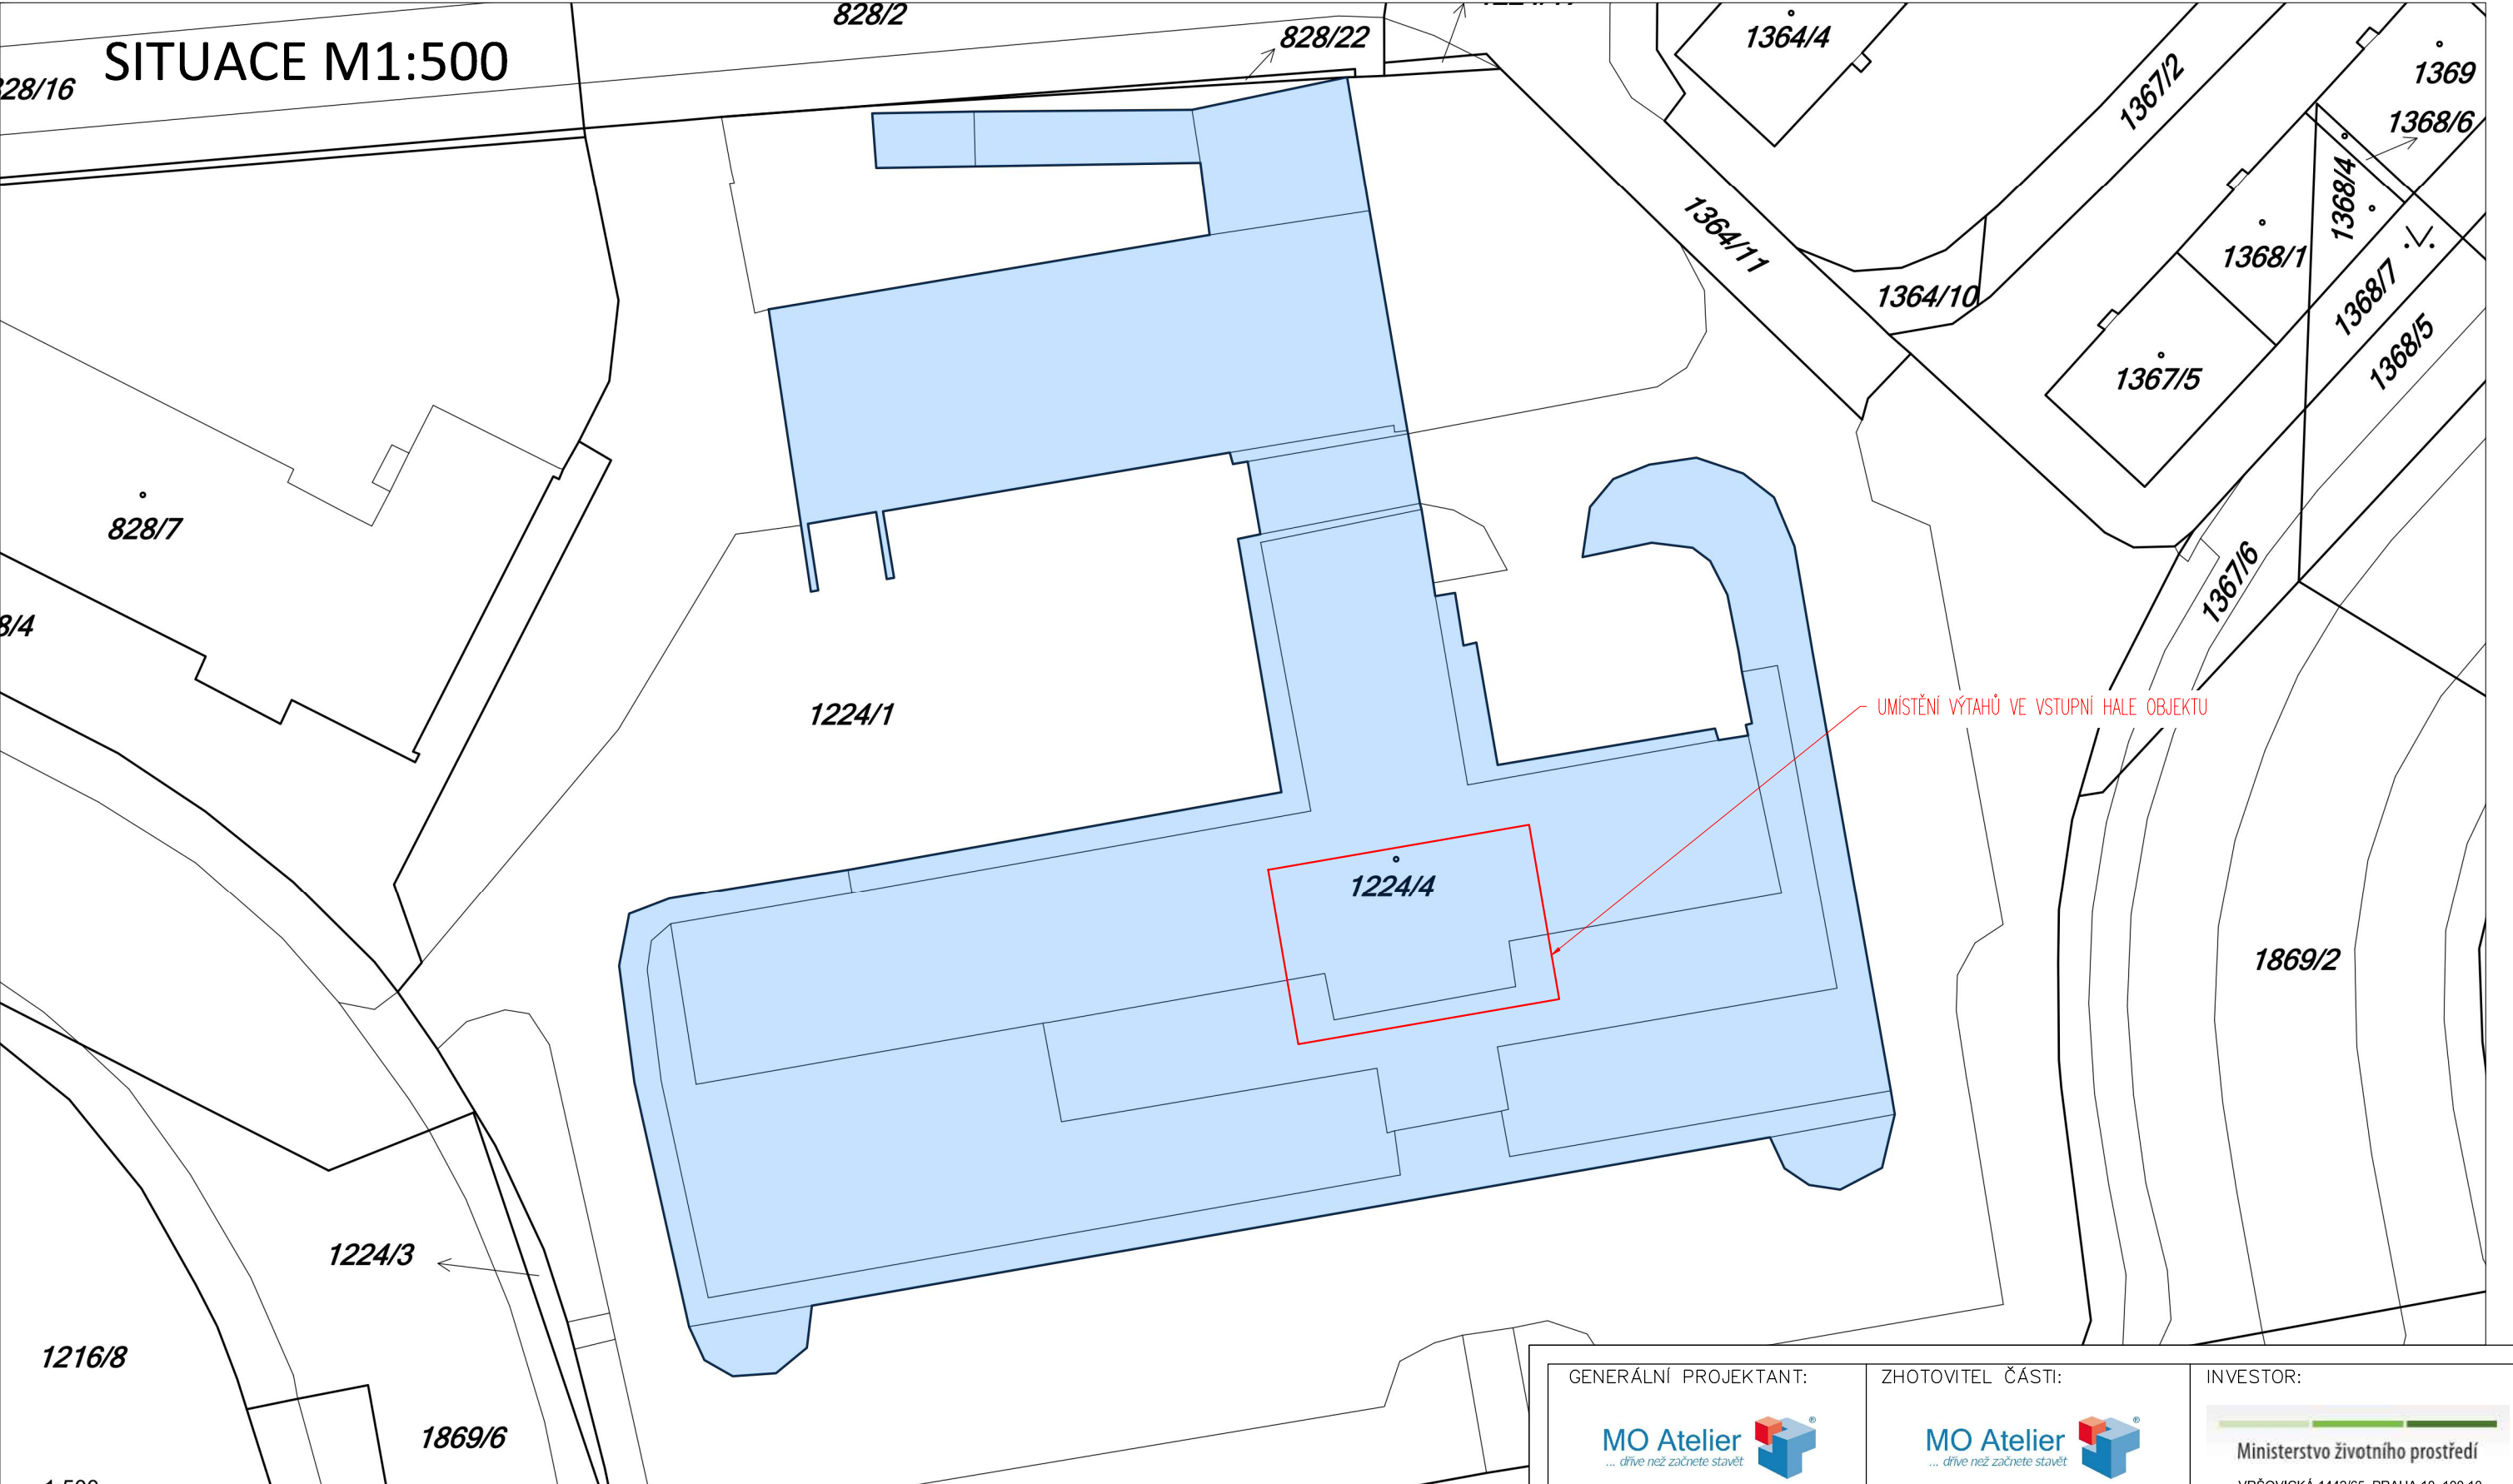 828/2
828/22
1364/4
SITUACE M1:500
1369
828/16
1367/2
1368/6
1368/4
1364/11
1368/1
1368/7
1364/10
1368/5
1367/5
828/7
1367/6
8/4
1224/1
UMÍSTĚNÍ VÝTAHŮ VE VSTUPNÍ HALE OBJEKTU
1224/4
1869/2
1224/3
1216/8
1869/6
GENERÁLNÍ PROJEKTANT:
MO Atelier ®
... dříve než začnete stavět
ZHOTOVITEL ČÁSTI:
MO Atelier ®
... dříve než začnete stavět
INVESTOR:
Ministerstvo životního prostředí